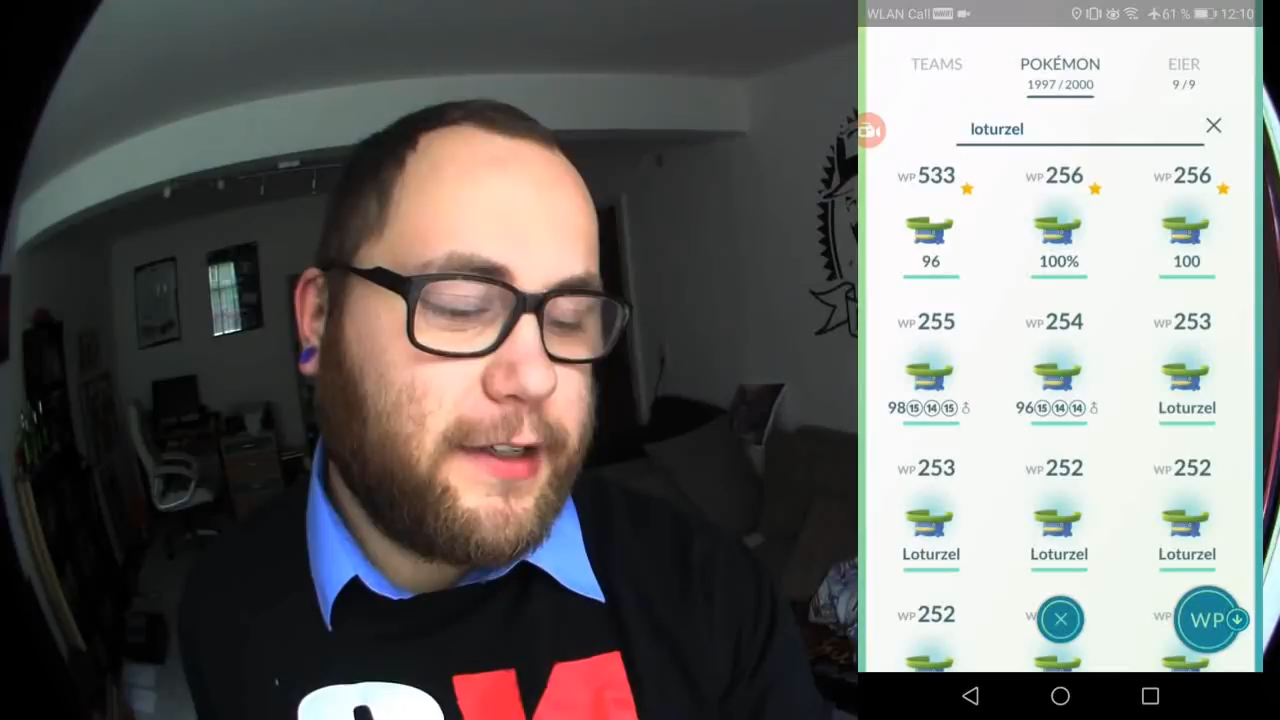 WLAN Call 61 % 12:10
TEAMS POKÉMON EIER
1997 / 2000 9 / 9
loturzel
WP 533 WP 256 WP 256
96 100% 100
WP 255 WP 254 WP 253
98⑮⑭⑮♂ 96⑮⑭⑭♂ Loturzel
WP 253 WP 252 WP 252
Loturzel Loturzel Loturzel
WP 252 WP
WP